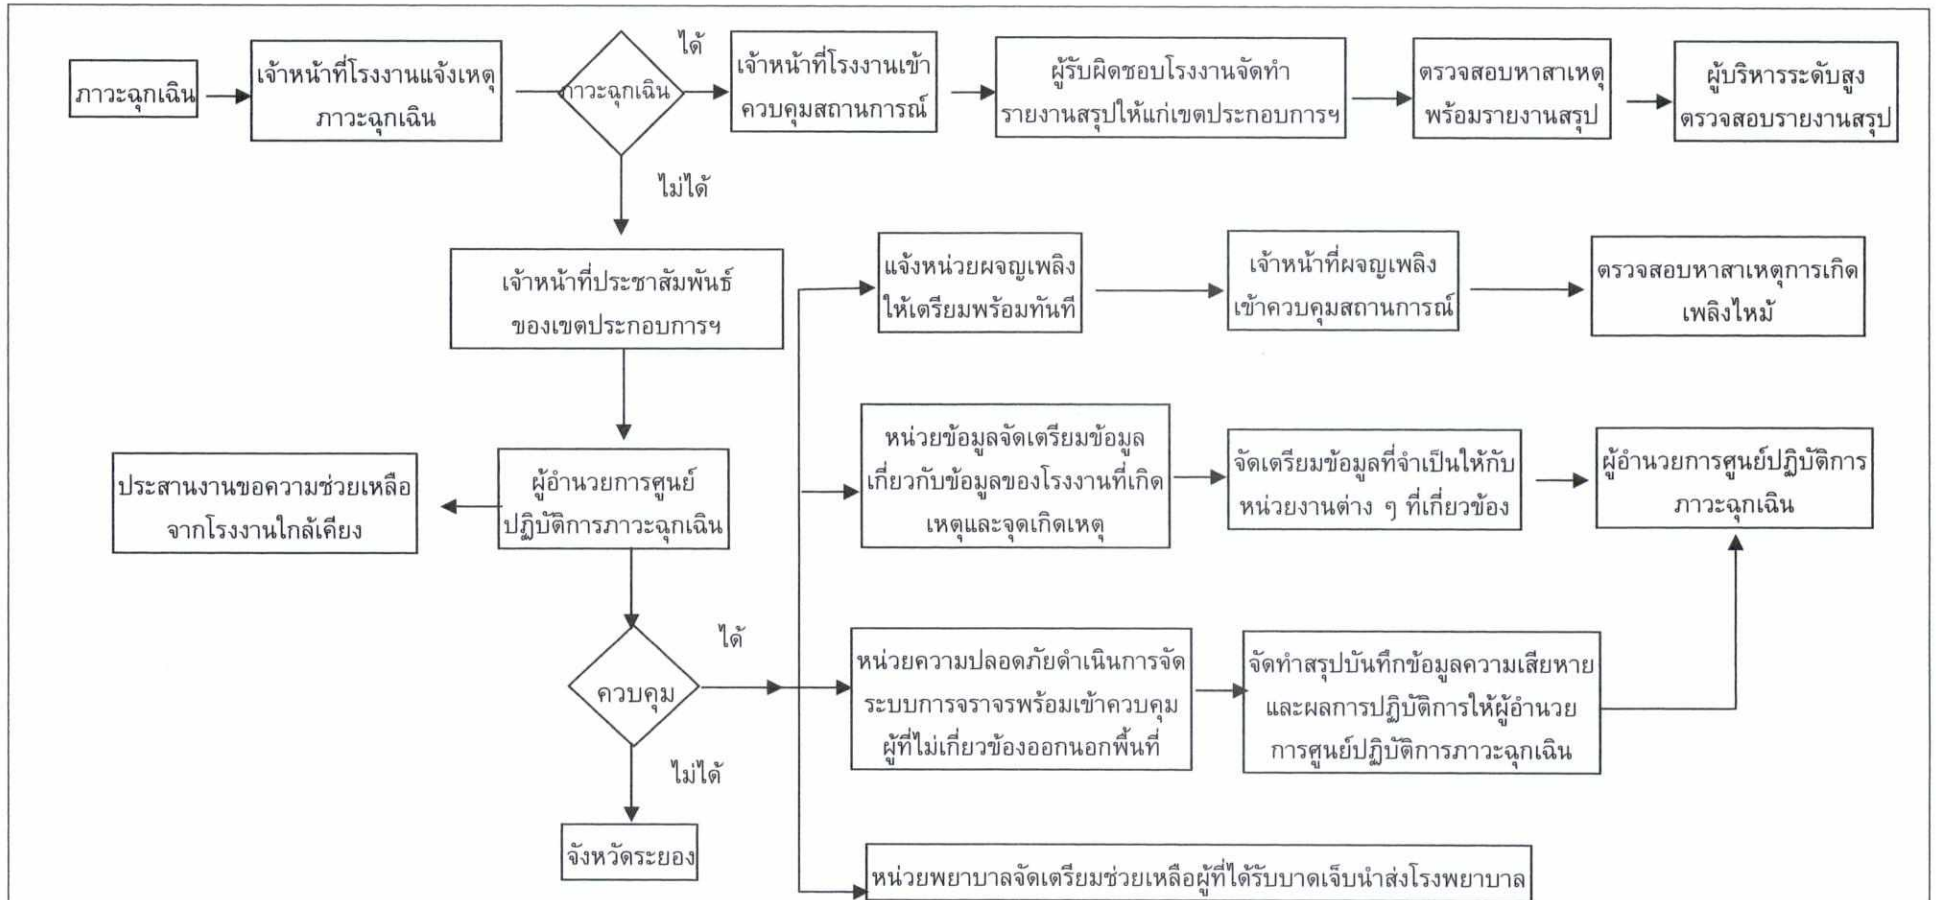 ภาวะฉุกเฉิน
เจ้าหน้าที่โรงงานแจ้งเหตุ
ภาวะฉุกเฉิน
ภาวะฉุกเฉิน
ได้
เจ้าหน้าที่โรงงานเข้า
ควบคุมสถานการณ์
ผู้รับผิดชอบโรงงานจัดทำ
รายงานสรุปให้แก่เขตประกอบการฯ
ตรวจสอบหาสาเหตุ
พร้อมรายงานสรุป
ผู้บริหารระดับสูง
ตรวจสอบรายงานสรุป
ไม่ได้
เจ้าหน้าที่ประชาสัมพันธ์
ของเขตประกอบการฯ
แจ้งหน่วยผจญเพลิง
ให้เตรียมพร้อมทันที
เจ้าหน้าที่ผจญเพลิง
เข้าควบคุมสถานการณ์
ตรวจสอบหาสาเหตุการเกิด
เพลิงไหม้
ประสานงานขอความช่วยเหลือ
จากโรงงานใกล้เคียง
ผู้อำนวยการศูนย์
ปฏิบัติการภาวะฉุกเฉิน
หน่วยข้อมูลจัดเตรียมข้อมูล
เกี่ยวกับข้อมูลของโรงงานที่เกิด
เหตุและจุดเกิดเหตุ
จัดเตรียมข้อมูลที่จำเป็นให้กับ
หน่วยงานต่าง ๆ ที่เกี่ยวข้อง
ผู้อำนวยการศูนย์ปฏิบัติการ
ภาวะฉุกเฉิน
ควบคุม
ได้
หน่วยความปลอดภัยดำเนินการจัด
ระบบการจราจรพร้อมเข้าควบคุม
ผู้ที่ไม่เกี่ยวข้องออกนอกพื้นที่
จัดทำสรุปบันทึกข้อมูลความเสียหาย
และผลการปฏิบัติการให้ผู้อำนวย
การศูนย์ปฏิบัติการภาวะฉุกเฉิน
ไม่ได้
จังหวัดระยอง
หน่วยพยาบาลจัดเตรียมช่วยเหลือผู้ที่ได้รับบาดเจ็บนำส่งโรงพยาบาล